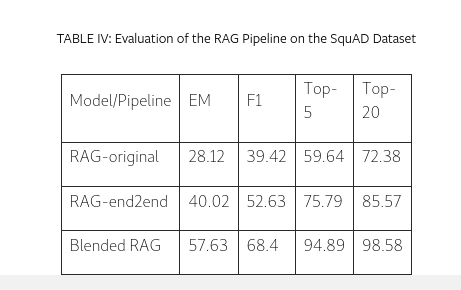 TABLE IV: Evaluation of the RAG Pipeline on the SquAD Dataset
Model/Pipeline EM F1 Top-5 Top-20
RAG-original 28.12 39.42 59.64 72.38
RAG-end2end 40.02 52.63 75.79 85.57
Blended RAG 57.63 68.4 94.89 98.58